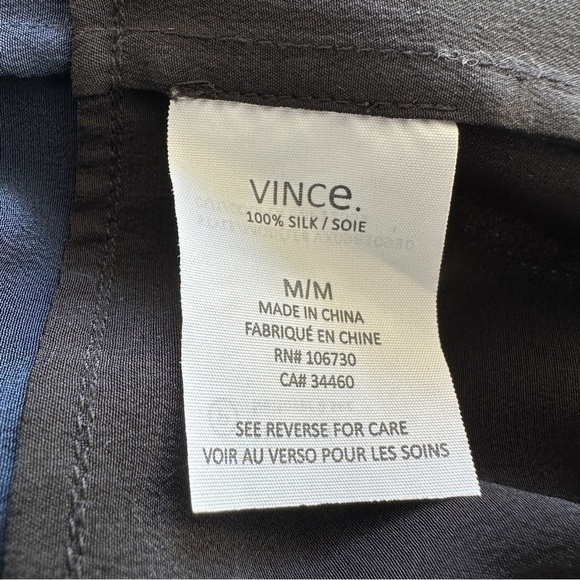 VINCe.
100% SILK / SOIE
M/M
MADE IN CHINA
FABRIQUÉ EN CHINE
RN# 106730
CA# 34460
SEE REVERSE FOR CARE
VOIR AU VERSO POUR LES SOINS